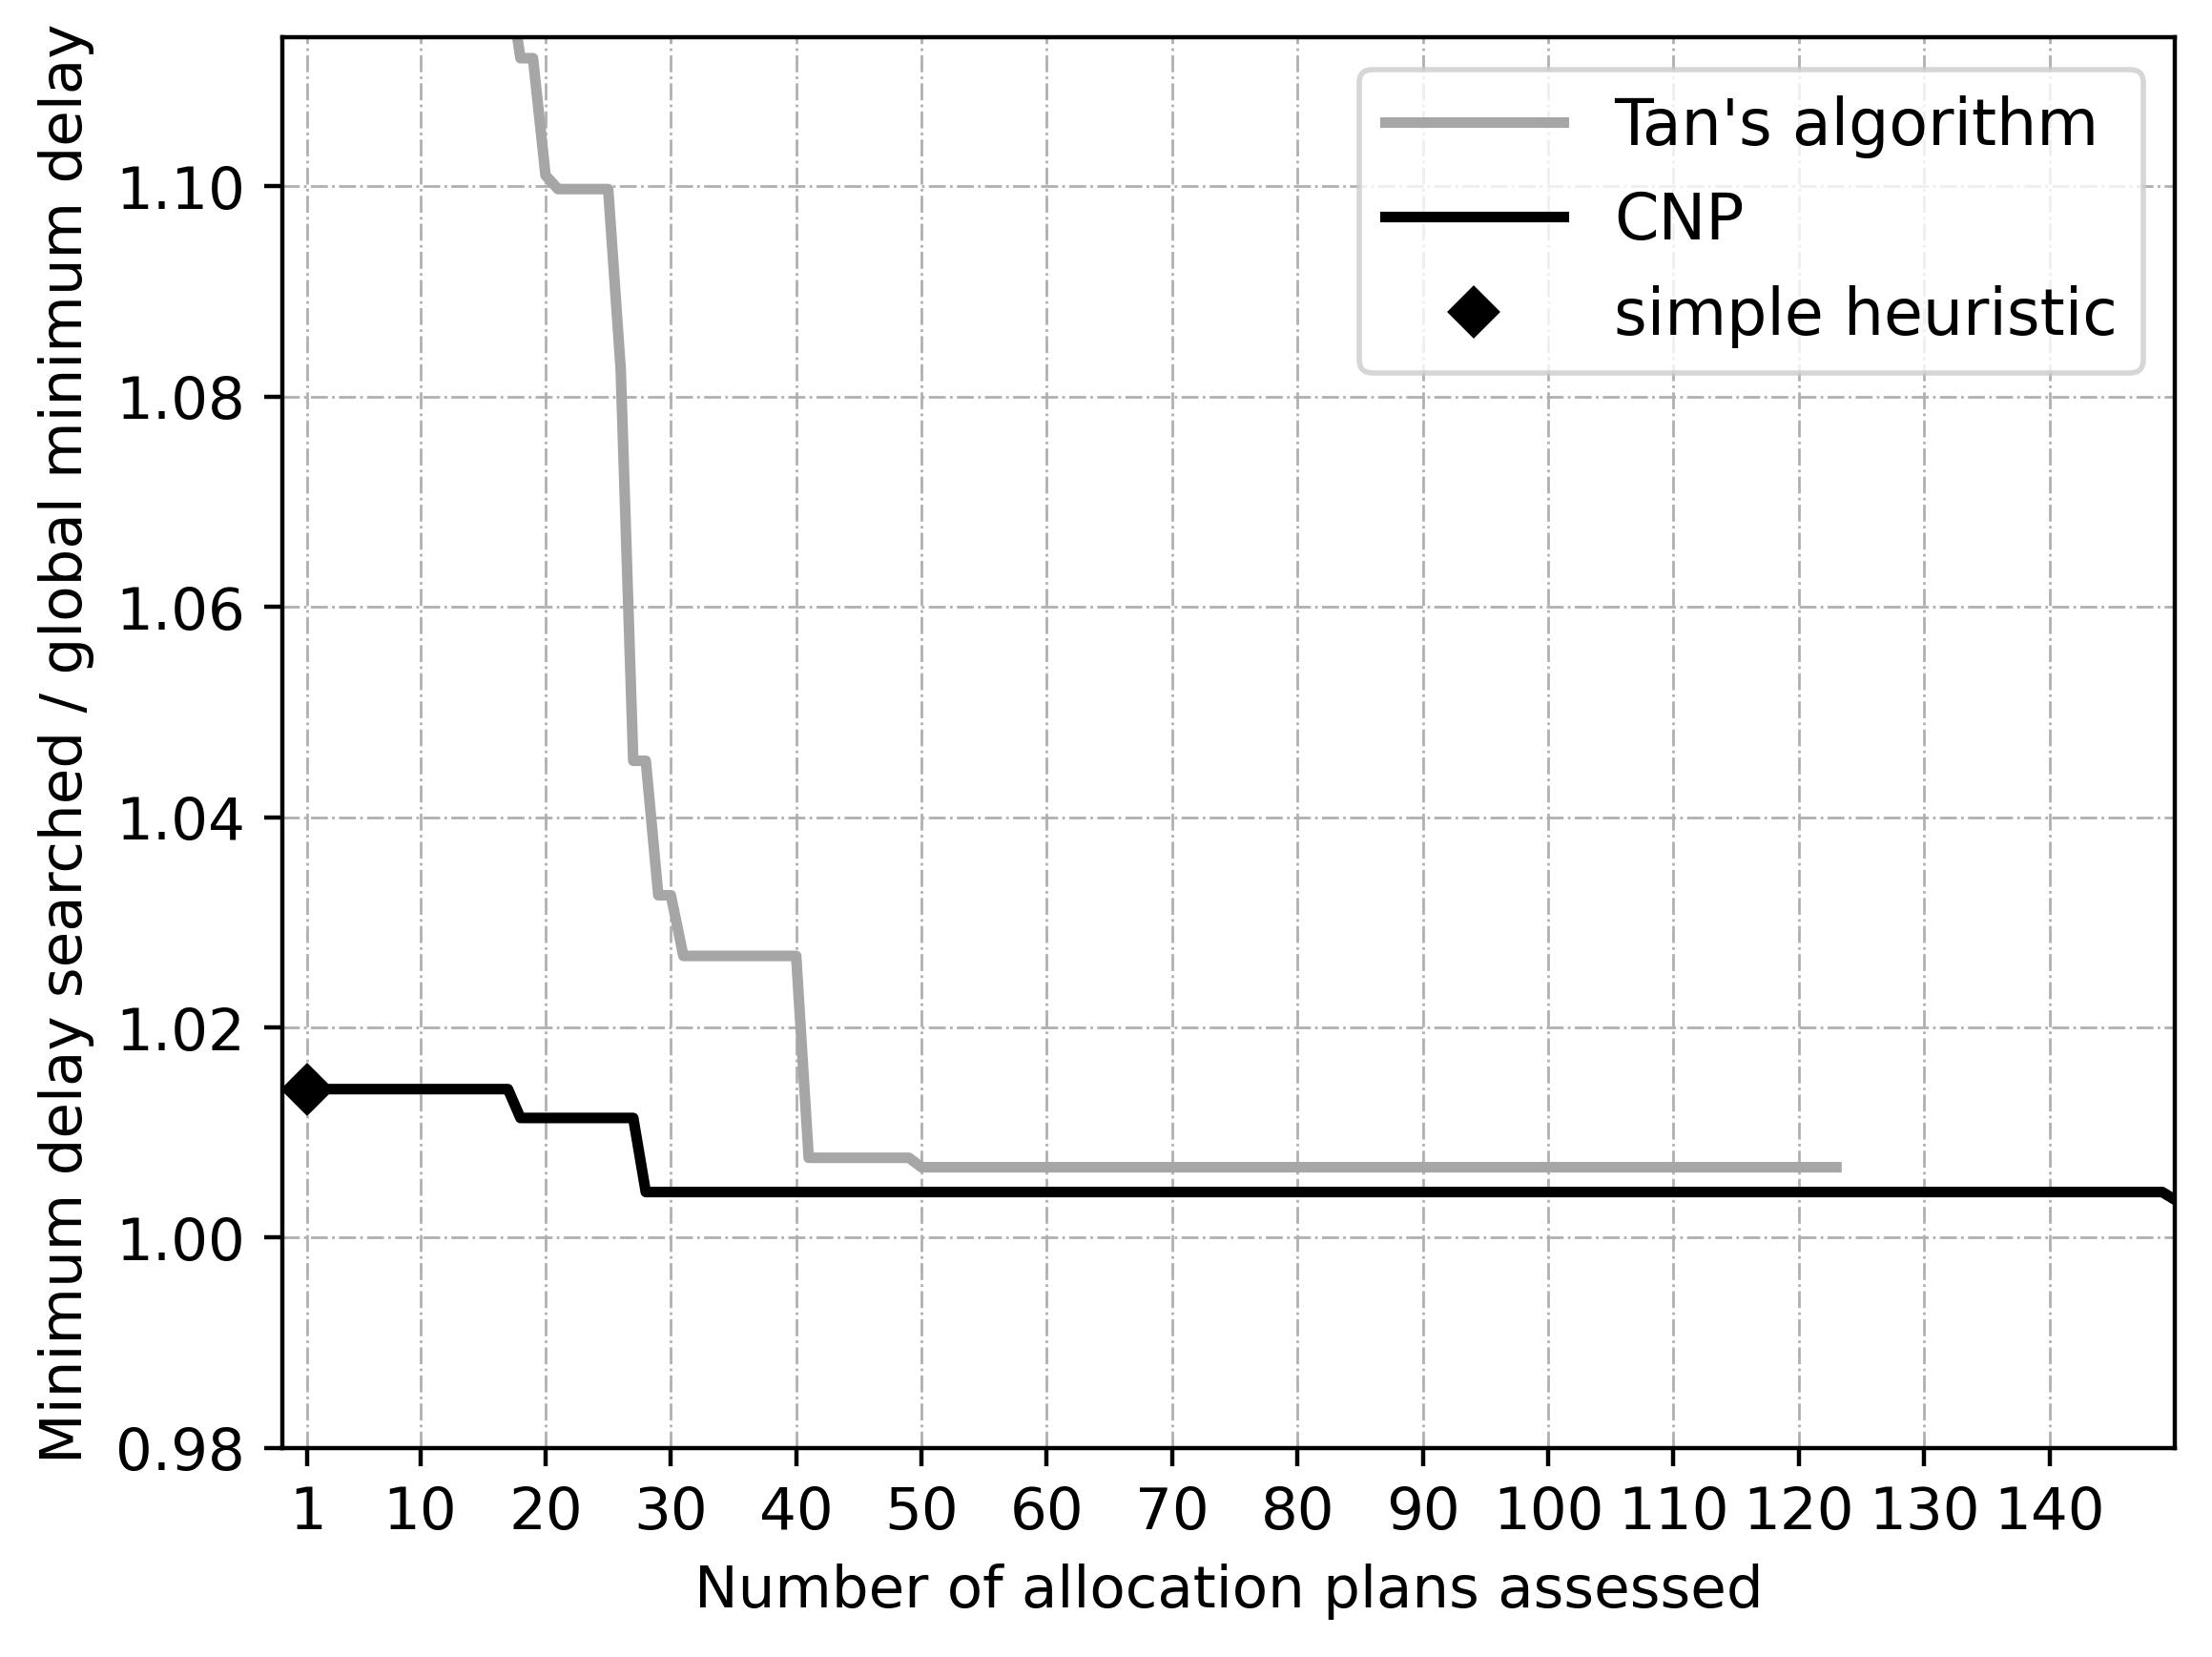 Minimum delay searched / global minimum delay
1.10
1.08
1.06
1.04
1.02
1.00
0.98
Tan's algorithm
CNP
simple heuristic
1 10 20 30 40 50 60 70 80 90 100 110 120 130 140
Number of allocation plans assessed